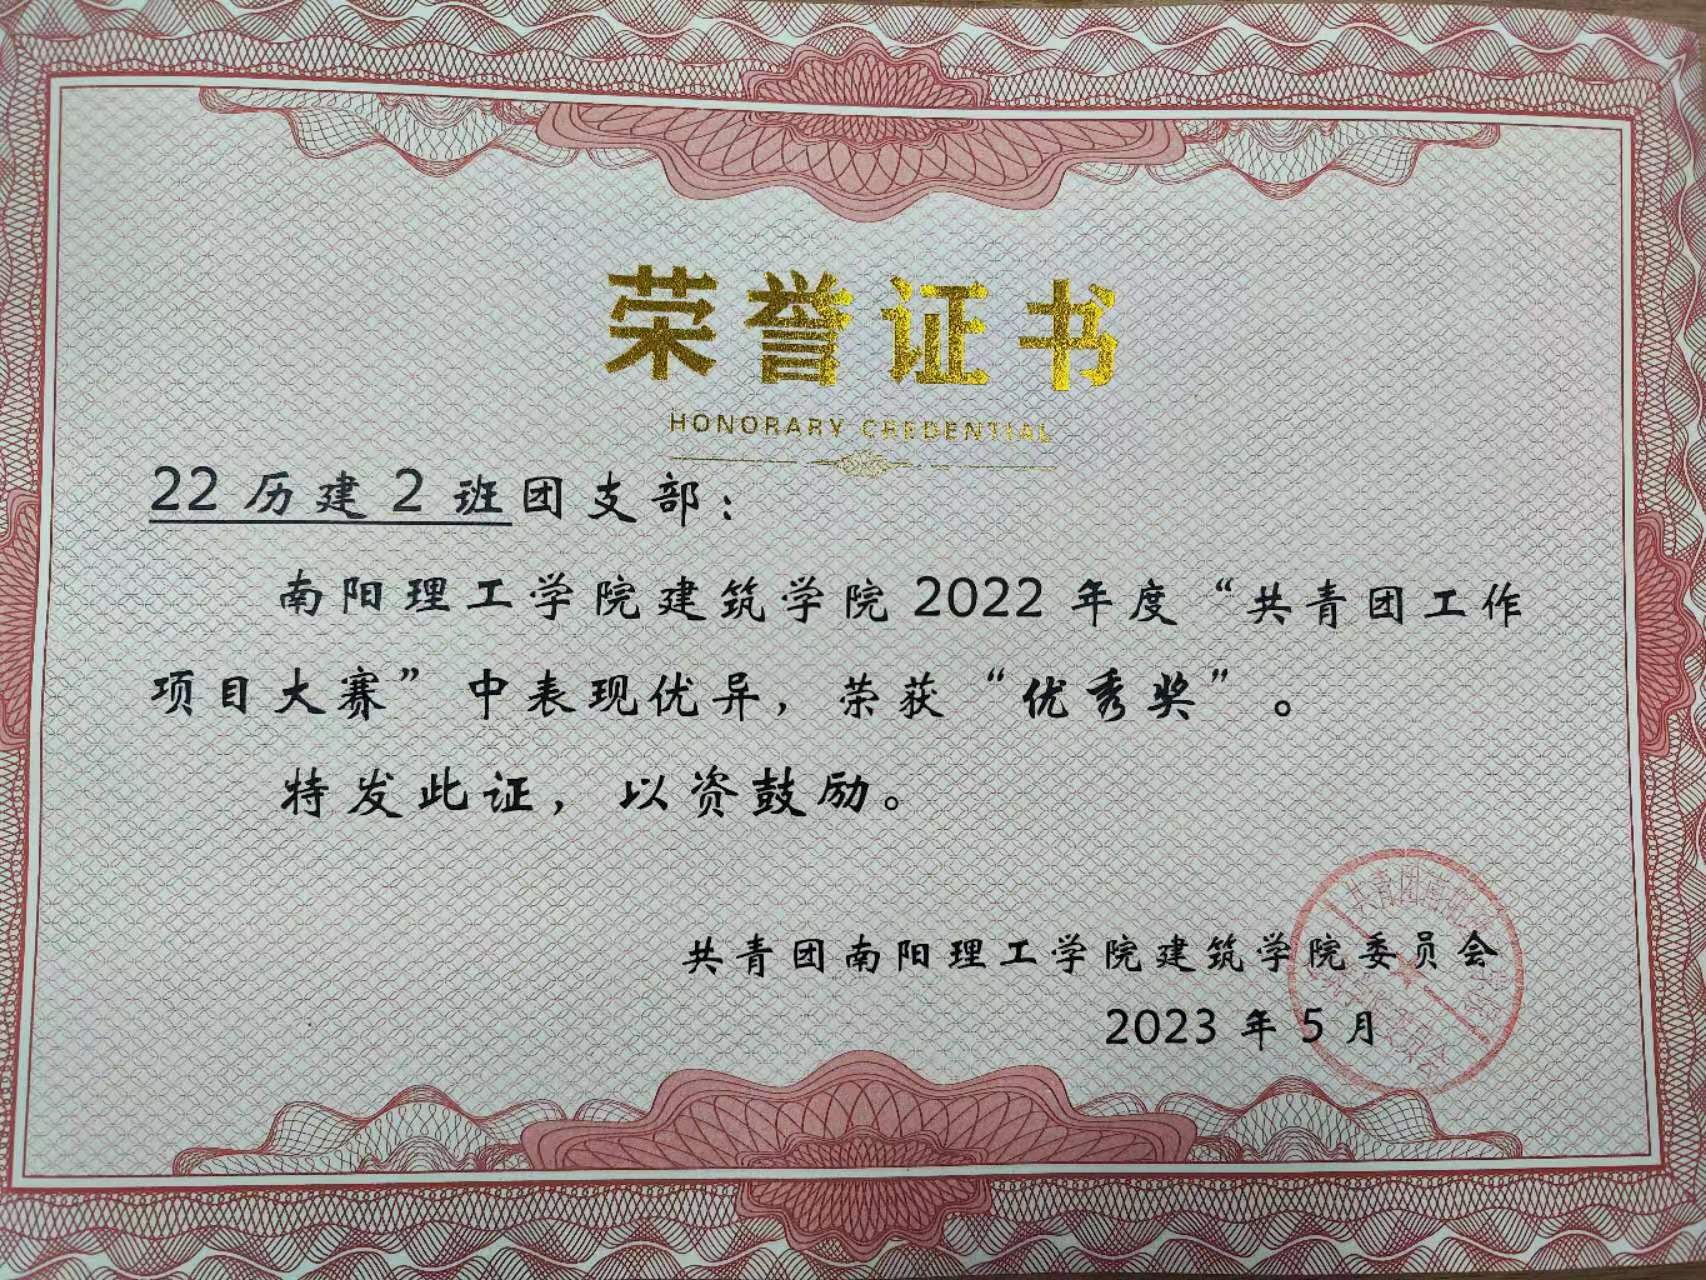 荣誉证书
HONORARY CREDENTIAL
22历建2班团支部：
南阳理工学院建筑学院2022年度“共青团工作
项目大赛”中表现优异，荣获“优秀奖”。
特发此证，以资鼓励。
共青团南阳理工学院建筑学院委员会
2023年5月